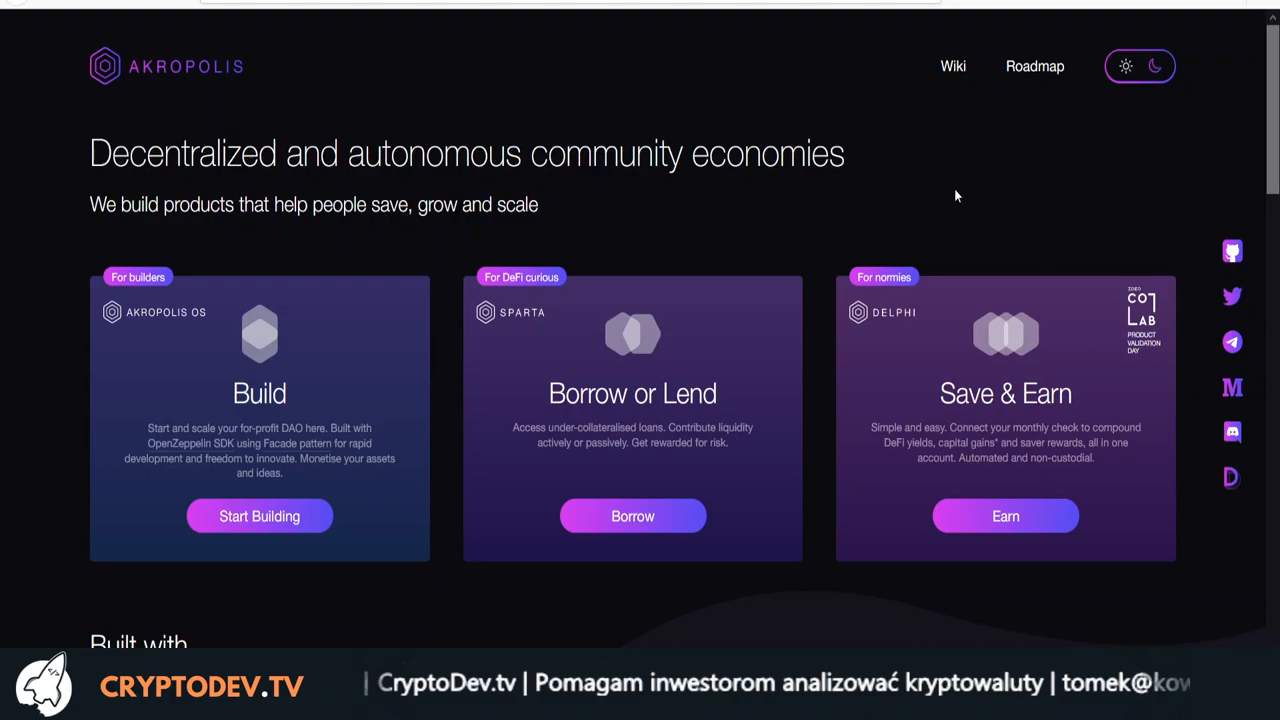 AKROPOLIS
Wiki
Roadmap
Decentralized and autonomous community economies
We build products that help people save, grow and scale
For builders
AKROPOLIS OS
Build
Start and scale your for-profit DAO here. Built with
OpenZeppelin SDK using Facade pattern for rapid
development and freedom to innovate. Monetise your assets
and ideas.
Start Building
For DeFi curious
SPARTA
Borrow or Lend
Access under-collateralised loans. Contribute liquidity
actively or passively. Get rewarded for risk.
Borrow
For normies
DELPHI
CO
LAB
PRODUCT
VALIDATION
DAY
Save & Earn
Simple and easy. Connect your monthly check to compound
DeFi yields, capital gains* and saver rewards, all in one
account. Automated and non-custodial.
Earn
M
D
Built with
CRYPTODEV.TV
| CryptoDev.tv | Pomagam inwestorom analizować kryptowaluty | tomek@kow